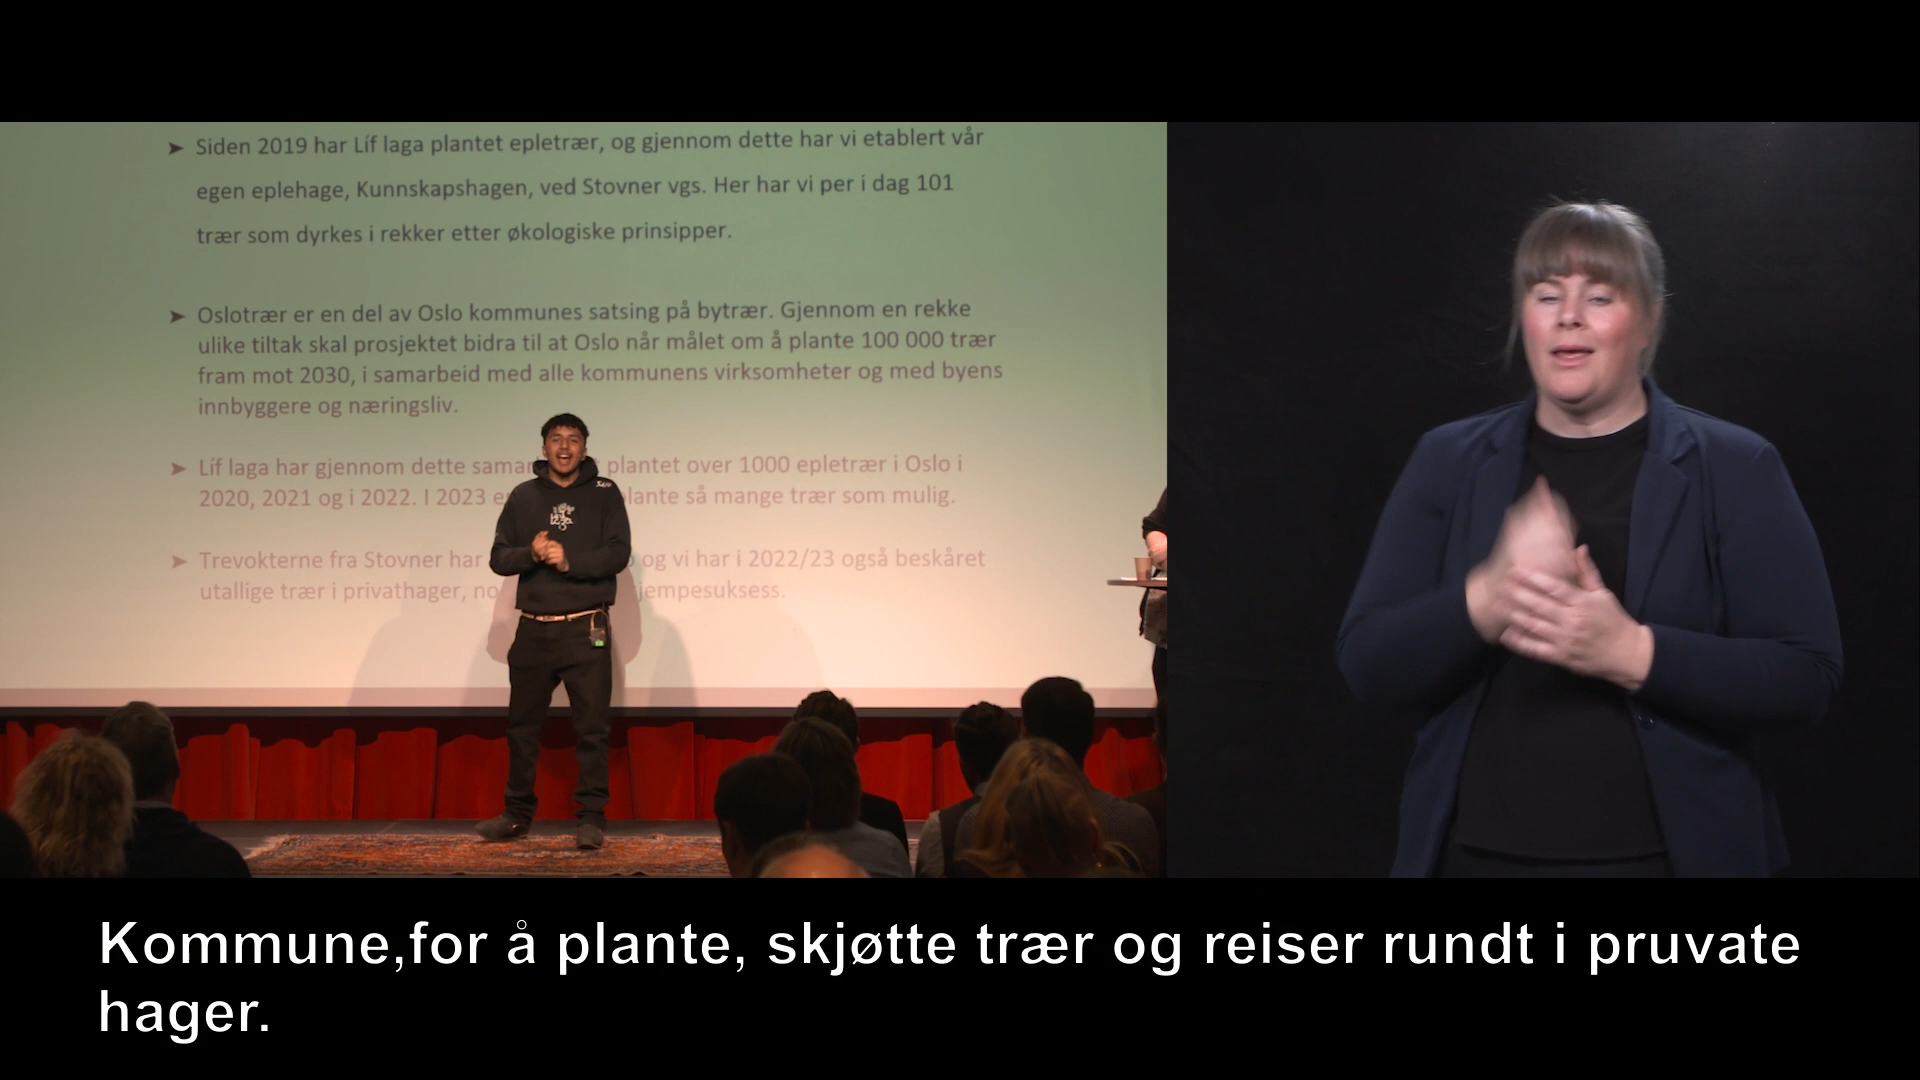 ➤ Siden 2019 har Líf laga plantet epletrær, og gjennom dette har vi etablert vår
egen eplehage, Kunnskapshagen, ved Stovner vgs. Her har vi per i dag 101
trær som dyrkes i rekker etter økologiske prinsipper.
➤ Oslotrær er en del av Oslo kommunes satsing på bytrær. Gjennom en rekke
ulike tiltak skal prosjektet bidra til at Oslo når målet om å plante 100 000 trær
fram mot 2030, i samarbeid med alle kommunens virksomheter og med byens
innbyggere og næringsliv.
➤ Líf laga har gjennom dette plantet over 1000 epletrær i Oslo i
2020, 2021 og i 2022. I 2023 så mange trær som mulig.
➤ Trevokterne fra Stovner har og vi har i 2022/23 også beskåret
utallige trær i privathager,
Kommune,for å plante, skjøtte trær og reiser rundt i pruvate
hager.